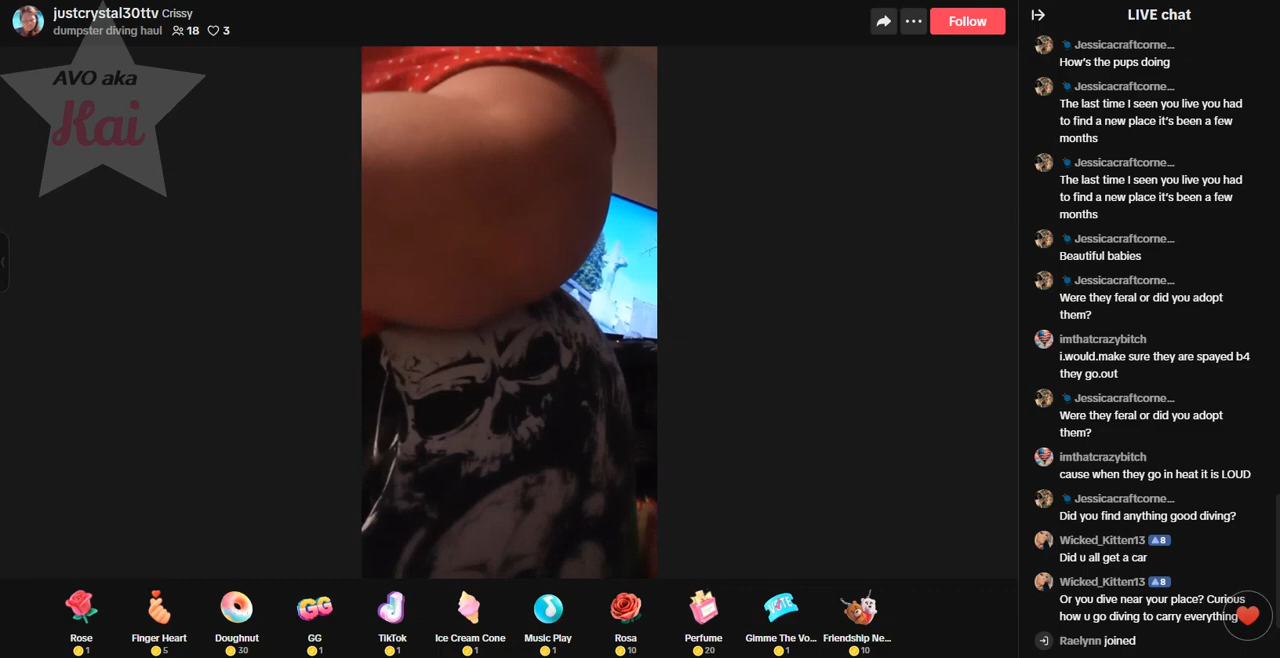 justcrystal30ttv Crissy
dumpster diving haul 18 3
Follow
LIVE chat
AVO aka
Kai
Jessicacraftcorne...
How's the pups doing
Jessicacraftcorne...
The last time I seen you live you had
to find a new place it's been a few
months
Jessicacraftcorne...
The last time I seen you live you had
to find a new place it's been a few
months
Jessicacraftcorne...
Beautiful babies
Jessicacraftcorne...
Were they feral or did you adopt
them?
imthatcrazybitch
i.would.make sure they are spayed b4
they go.out
Jessicacraftcorne...
Were they feral or did you adopt
them?
imthatcrazybitch
cause when they go in heat it is LOUD
Jessicacraftcorne...
Did you find anything good diving?
Wicked_Kitten13 8
Did u all get a car
Wicked_Kitten13 8
Or you dive near your place? Curious
how u go diving to carry everything
Raelynn joined
GG
VOTE
Rose Finger Heart Doughnut GG TikTok Ice Cream Cone Music Play Rosa Perfume GImme The Vo... Friendship Ne...
1 5 30 1 1 1 1 10 20 1 10